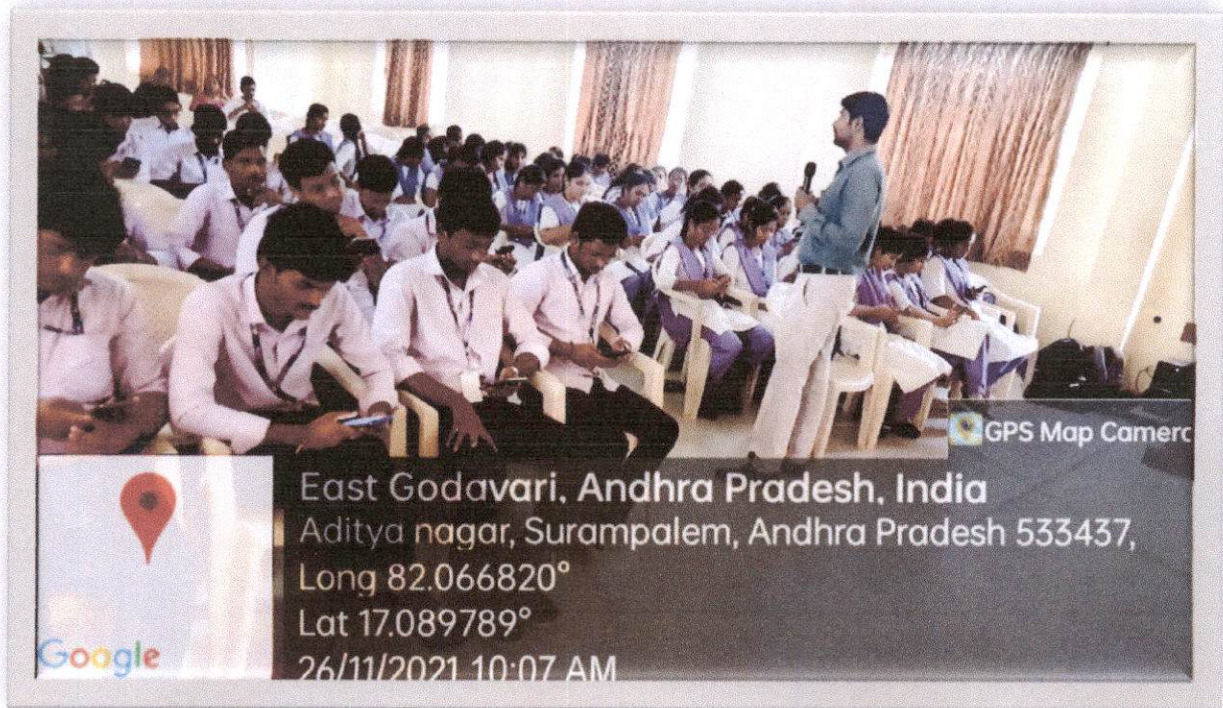 GPS Map Camera
East Godavari, Andhra Pradesh, India
Aditya nagar, Surampalem, Andhra Pradesh 533437,
Long 82.066820°
Lat 17.089789°
26/11/2021 10:07 AM
Google